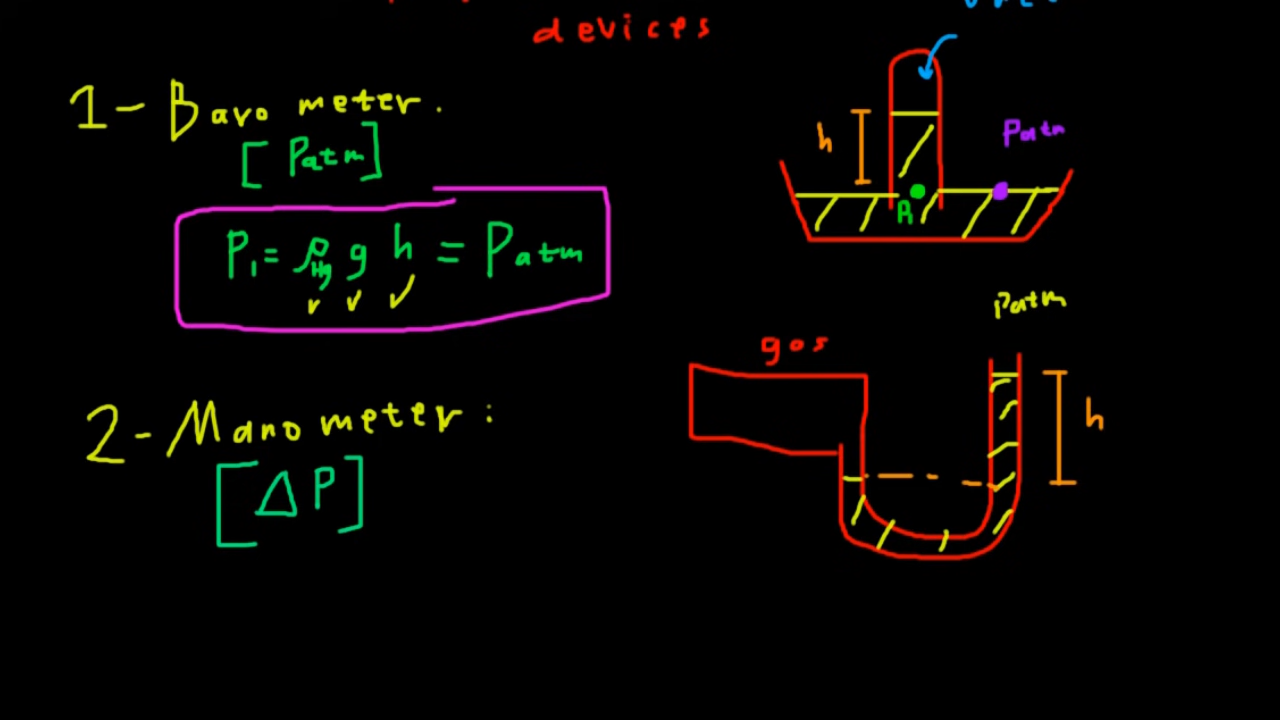 devices
1- Barometer.
[Patm]
P1 = ρHg g h = Patm
h
Patm
A
Patm
gas
h
2- Manometer:
[ΔP]